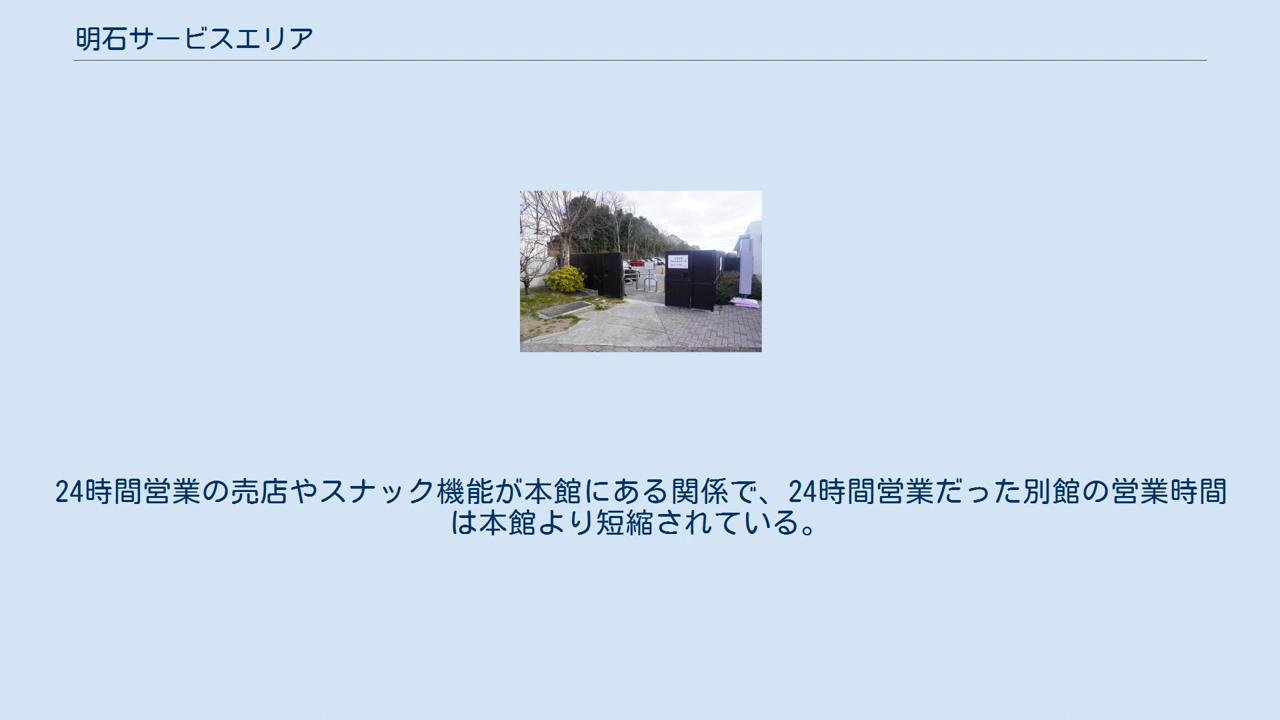 明石サービスエリア
24時間営業の売店やスナック機能が本館にある関係で、24時間営業だった別館の営業時間
は本館より短縮されている。